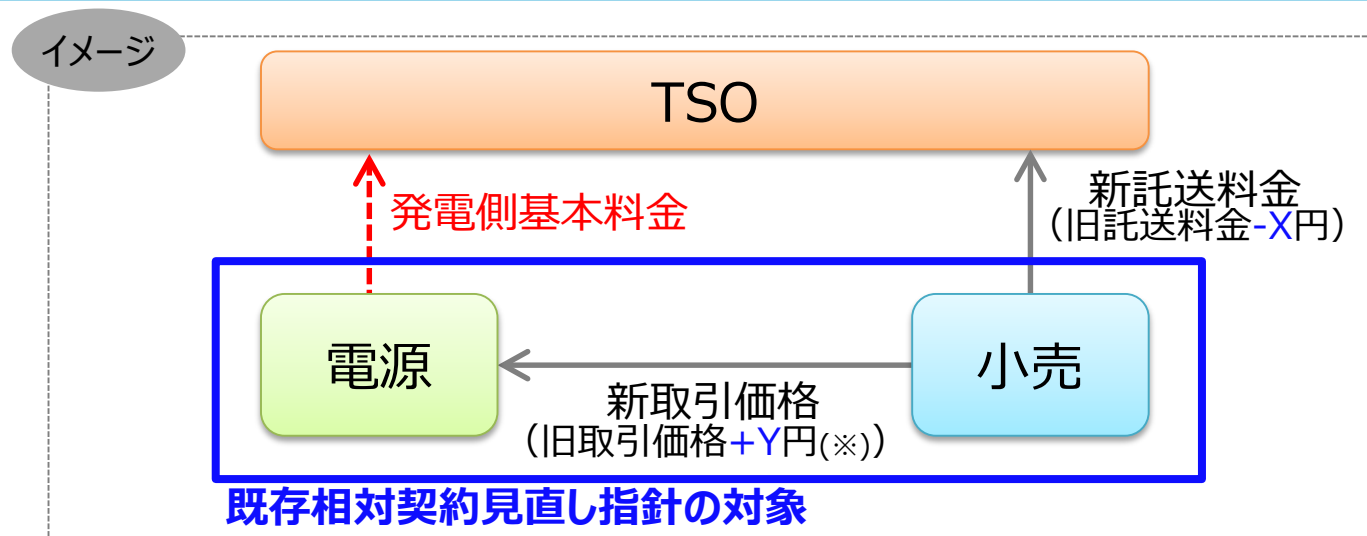 イメージ
TSO
発電側基本料金
新託送料金
（旧託送料金-X円）
電源
小売
新取引価格
（旧取引価格+Y円(※)）
既存相対契約見直し指針の対象